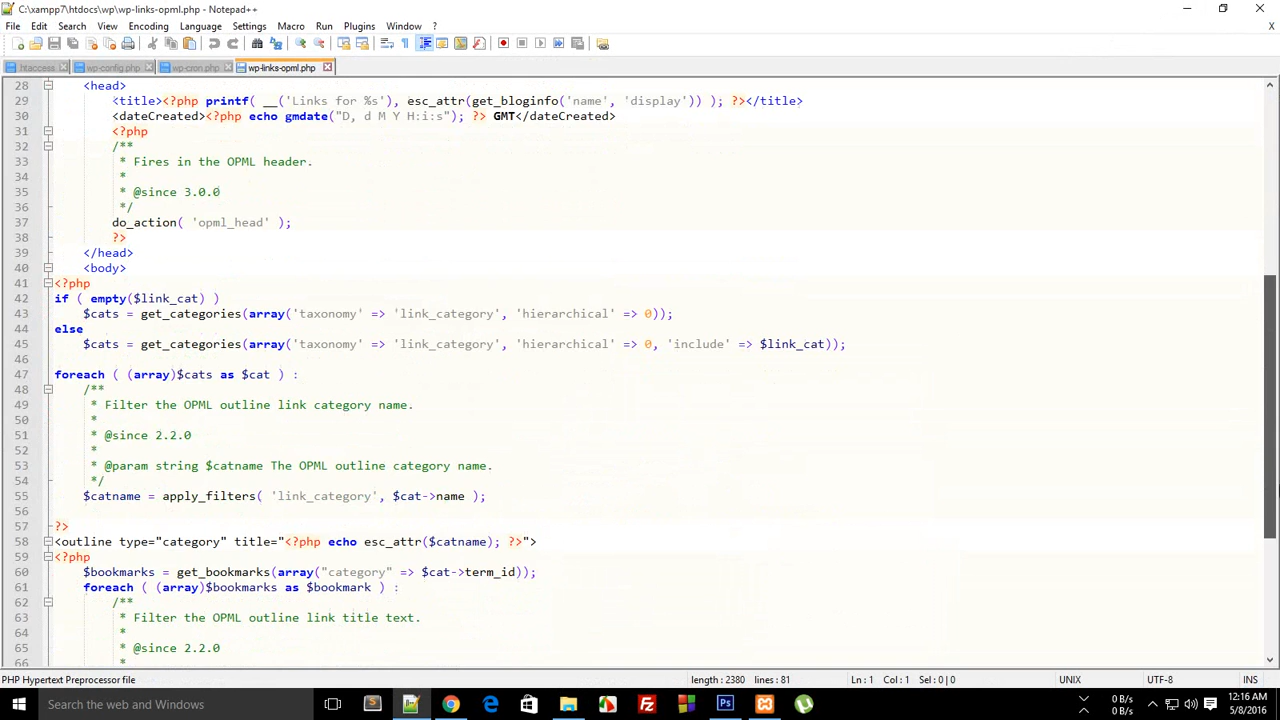 C:\xampp7\htdocs\wp\wp-links-opml.php - Notepad++
File Edit Search View Encoding Language Settings Macro Run Plugins Window ? X
.htaccess wp-config.php wp-cron.php wp-links-opml.php
28 <head>
29 <title><?php printf( __('Links for %s'), esc_attr(get_bloginfo('name', 'display')) ); ?></title>
30 <dateCreated><?php echo gmdate("D, d M Y H:i:s"); ?> GMT</dateCreated>
31 <?php
32 /**
33 * Fires in the OPML header.
34 *
35 * @since 3.0.0
36 */
37 do_action( 'opml_head' );
38 ?>
39 </head>
40 <body>
41 <?php
42 if ( empty($link_cat) )
43 $cats = get_categories(array('taxonomy' => 'link_category', 'hierarchical' => 0));
44 else
45 $cats = get_categories(array('taxonomy' => 'link_category', 'hierarchical' => 0, 'include' => $link_cat));
46
47 foreach ( (array)$cats as $cat ) :
48 /**
49 * Filter the OPML outline link category name.
50 *
51 * @since 2.2.0
52 *
53 * @param string $catname The OPML outline category name.
54 */
55 $catname = apply_filters( 'link_category', $cat->name );
56
57 ?>
58 <outline type="category" title="<?php echo esc_attr($catname); ?>">
59 <?php
60 $bookmarks = get_bookmarks(array("category" => $cat->term_id));
61 foreach ( (array)$bookmarks as $bookmark ) :
62 /**
63 * Filter the OPML outline link title text.
64 *
65 * @since 2.2.0
66 *
PHP Hypertext Preprocessor file length : 2380 lines : 81 Ln : 1 Col : 1 Sel : 0 | 0 UNIX UTF-8 INS
Search the web and Windows Ps 0 B/s 0 B/s 12:16 AM 5/8/2016